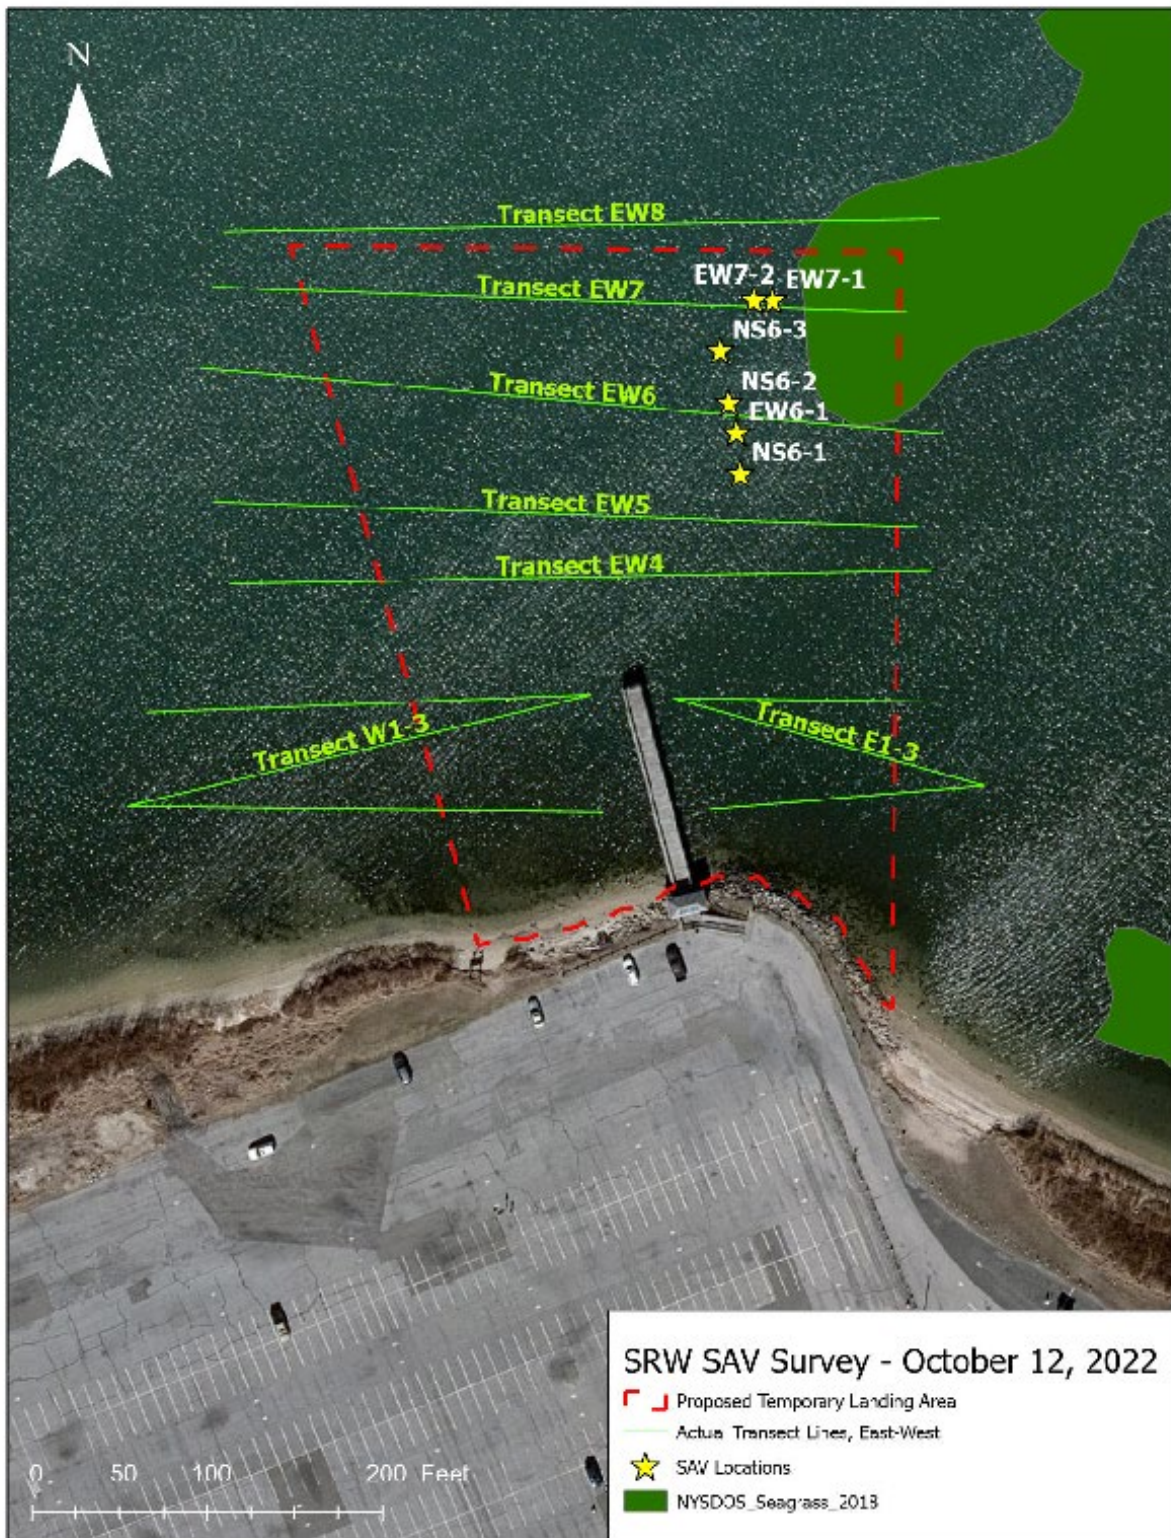 N
Transect EW8
EW7-2 EW7-1
Transect EW7
NS6-3
NS6-2
Transect EW6
EW6-1
NS6-1
Transect EW5
Transect EW4
Transect W1-3
Transect E1-3
SRW SAV Survey - October 12, 2022
Proposed Temporary Landing Area
Actua Transect Lines, East-West
SAV Locations
NYSDOS_Seagrass_2018
0 50 100 200 Feet